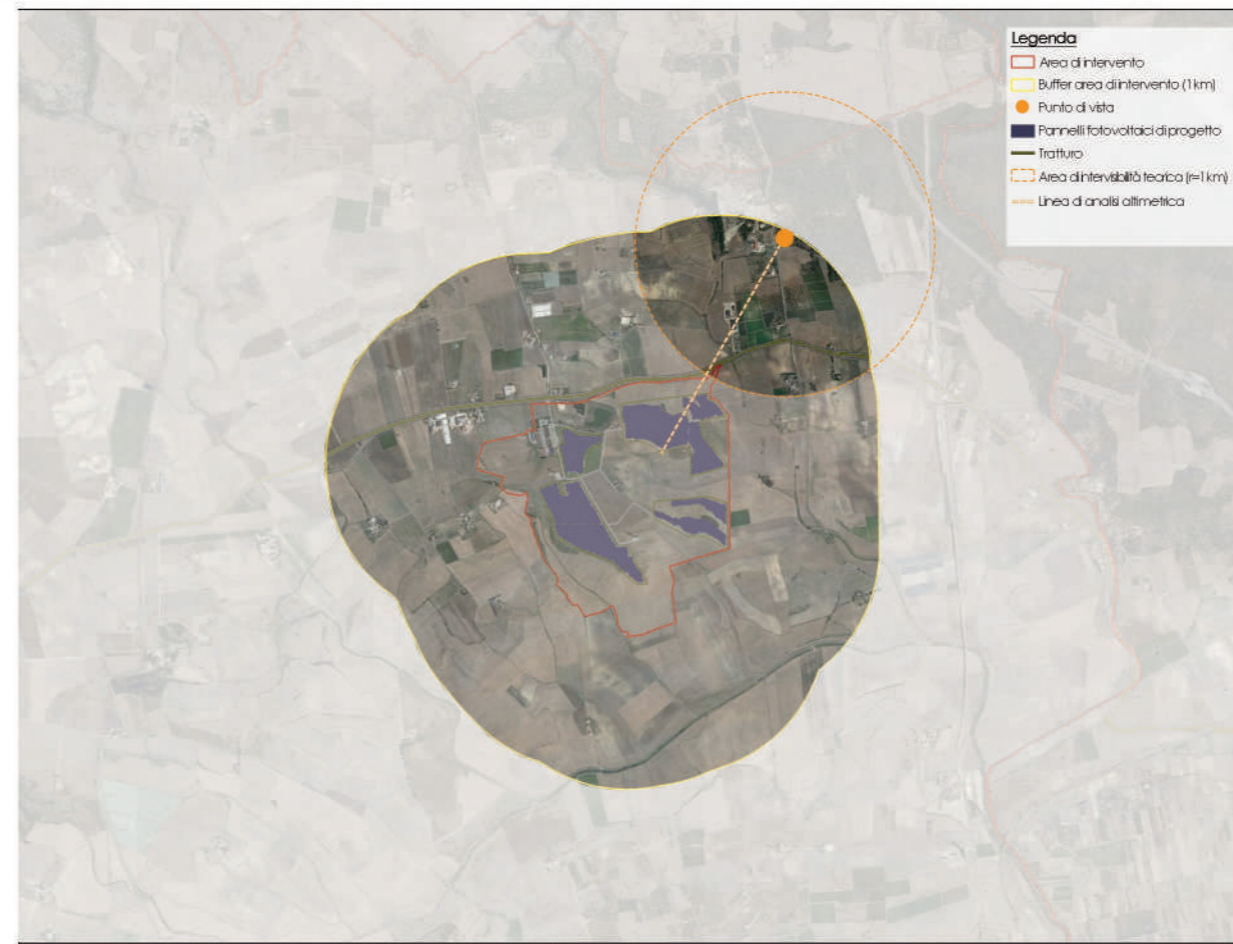 Legenda
Area di intervento
Buffer area di intervento (1 km)
Punto di vista
Pannelli fotovoltaici di progetto
Tratturo
Area di intervisibilità teorica (r=1 km)
Linea di analisi altimetrica